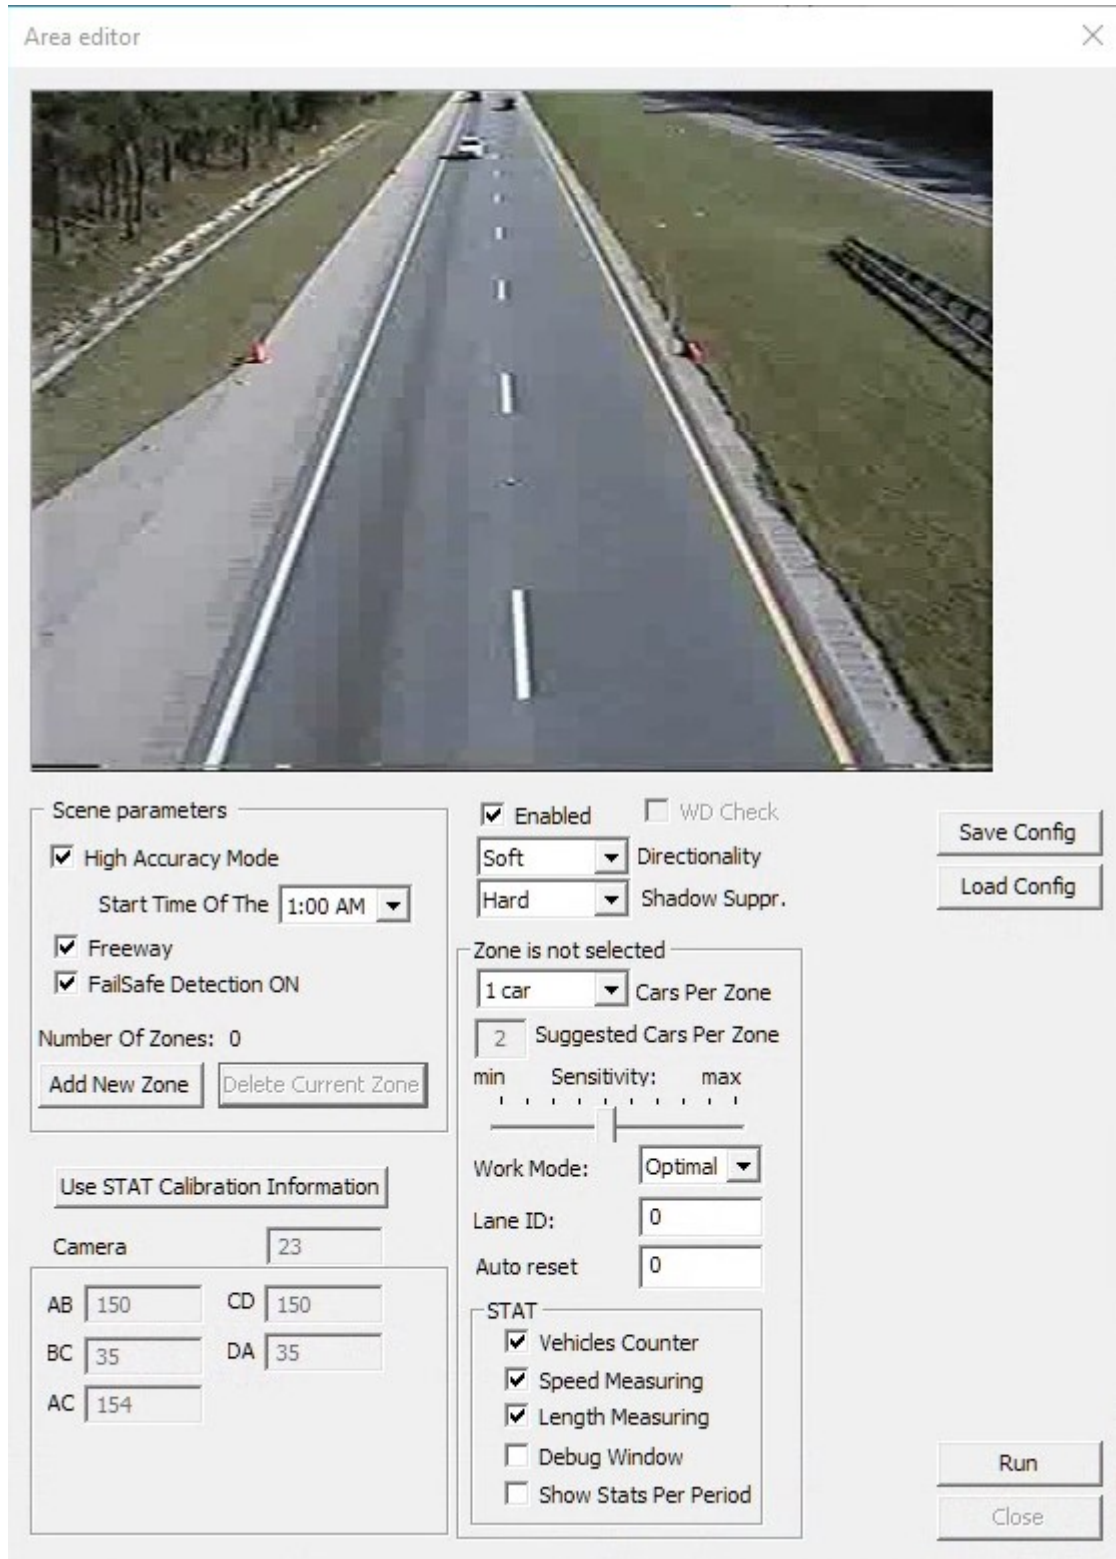 Area editor
Scene parameters
High Accuracy Mode
Start Time Of The 1:00 AM
Freeway
FailSafe Detection ON
Number Of Zones: 0
Add New Zone Delete Current Zone
Use STAT Calibration Information
Camera 23
AB 150 CD 150
BC 35 DA 35
AC 154
Enabled WD Check
Soft Directionality
Hard Shadow Suppr.
Zone is not selected
1 car Cars Per Zone
2 Suggested Cars Per Zone
min Sensitivity: max
Work Mode: Optimal
Lane ID: 0
Auto reset 0
STAT
Vehicles Counter
Speed Measuring
Length Measuring
Debug Window
Show Stats Per Period
Save Config
Load Config
Run
Close